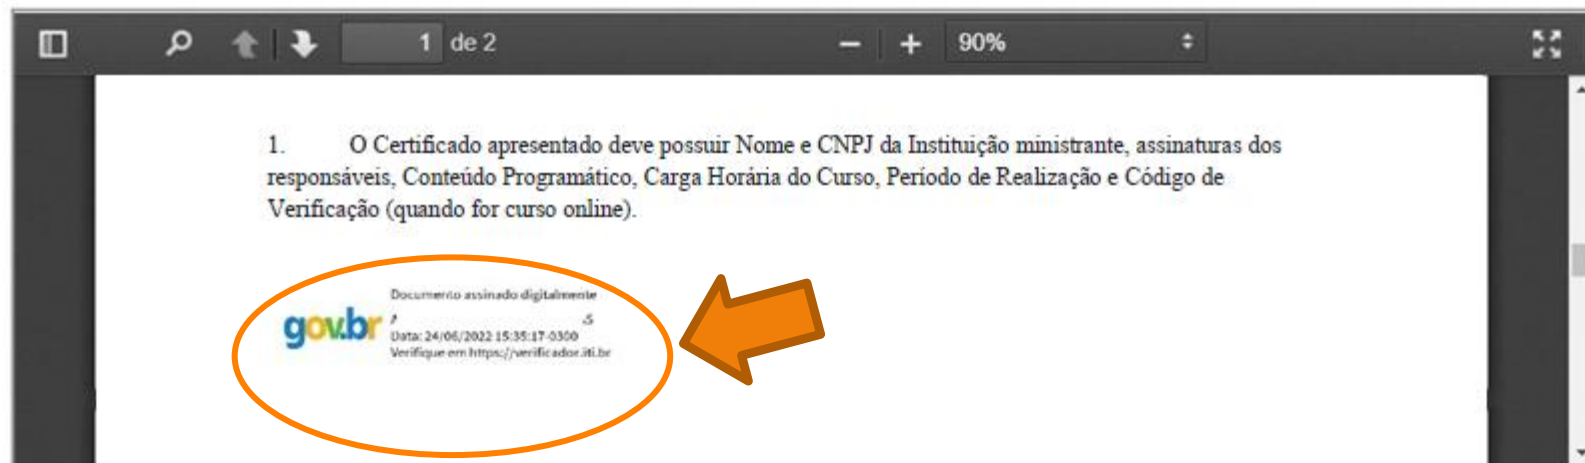 1 de 2 90%
1. O Certificado apresentado deve possuir Nome e CNPJ da Instituição ministrante, assinaturas dos
responsáveis, Conteúdo Programático, Carga Horária do Curso, Período de Realização e Código de
Verificação (quando for curso online).
Documento assinado digitalmente
gov.br
Data: 24/06/2022 15:35:17-0300
Verifique em https://verificador.iti.br